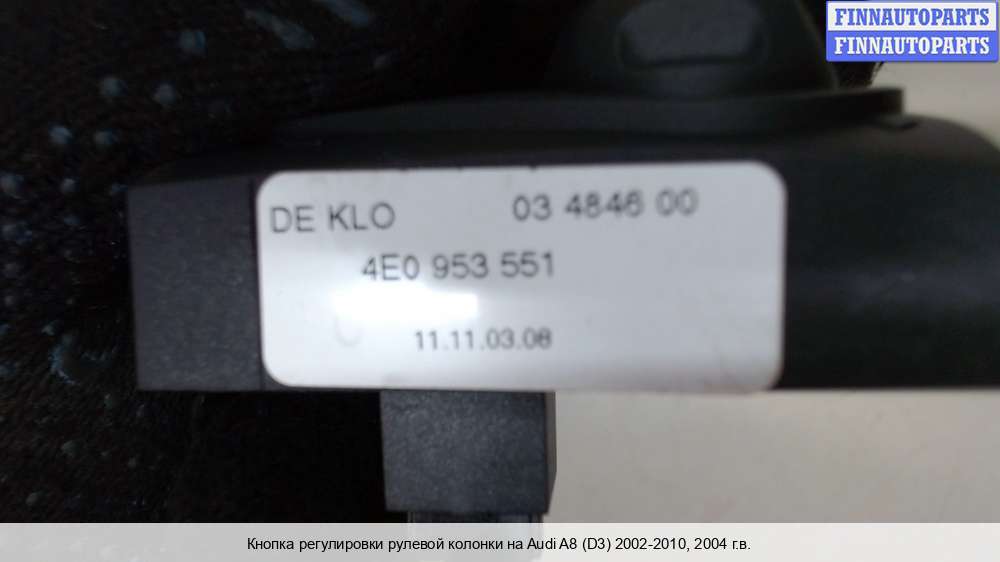 FINNAUTOPARTS
FINNAUTOPARTS
DE KLO 03 4846 00
4E0 953 551
11.11.03.08
Кнопка регулировки рулевой колонки на Audi A8 (D3) 2002-2010, 2004 г.в.